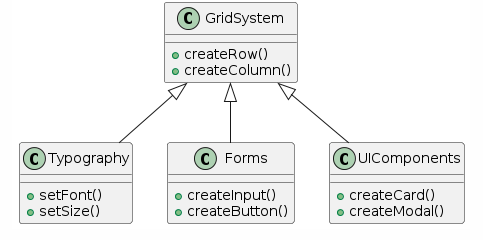 C GridSystem
createRow()
createColumn()
C Typography
setFont()
setSize()
C Forms
createInput()
createButton()
C UIComponents
createCard()
createModal()